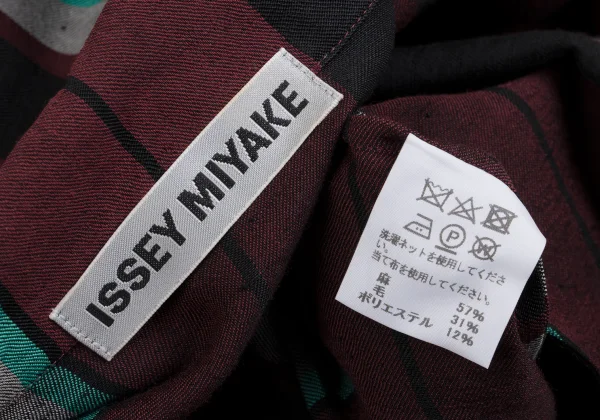 ISSEY MIYAKE
P W
洗濯ネットを使用してくださ
い。
当て布を使用してください。
麻 57%
毛 31%
ポリエステル 12%